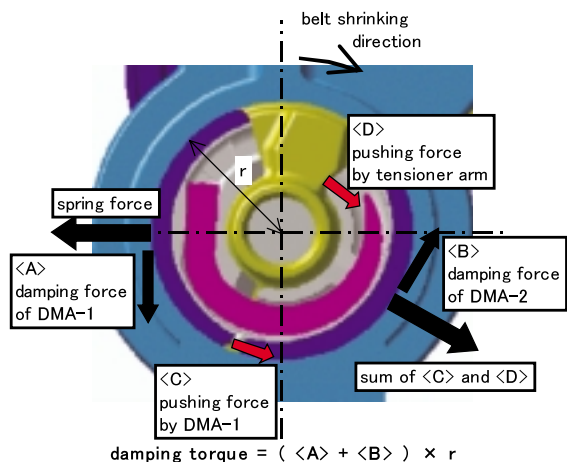 belt shrinking
direction
<D>
pushing force
by tensioner arm
r
spring force
<A>
damping force
of DMA-1
<B>
damping force
of DMA-2
<C>
pushing force
by DMA-1
sum of <C> and <D>
damping torque = ( <A> + <B> ) × r